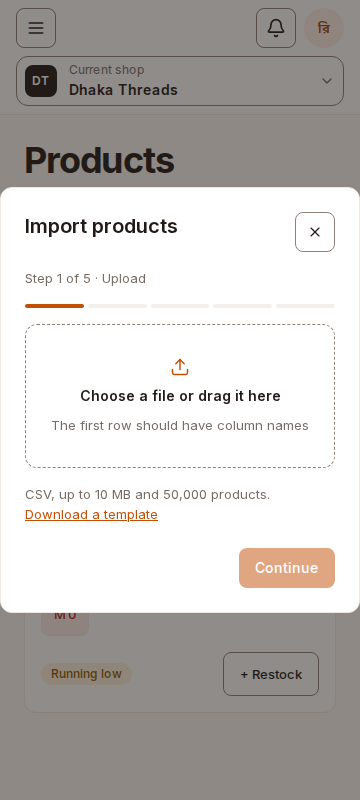 রি
Current shop
DT
Dhaka Threads
Products
Import products
Step 1 of 5 · Upload
Choose a file or drag it here
The first row should have column names
CSV, up to 10 MB and 50,000 products.
Download a template
Continue
Running low
+ Restock